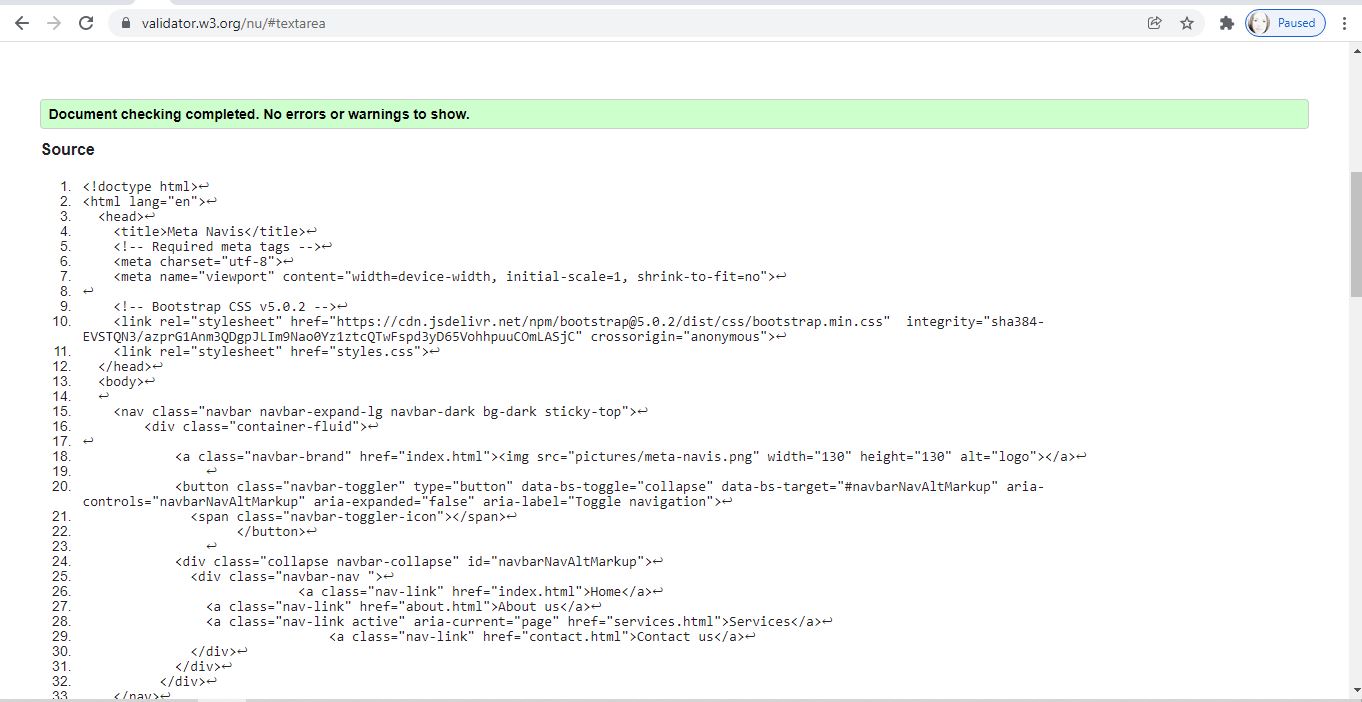 validator.w3.org/nu/#textarea
Paused
Document checking completed. No errors or warnings to show.
Source
1. <!doctype html>↩
2. <html lang="en">↩
3. <head>↩
4. <title>Meta Navis</title>↩
5. <!-- Required meta tags -->↩
6. <meta charset="utf-8">↩
7. <meta name="viewport" content="width=device-width, initial-scale=1, shrink-to-fit=no">↩
8. ↩
9. <!-- Bootstrap CSS v5.0.2 -->↩
10. <link rel="stylesheet" href="https://cdn.jsdelivr.net/npm/bootstrap@5.0.2/dist/css/bootstrap.min.css"  integrity="sha384-
EVSTQN3/azprG1Anm3QDgpJLIm9Nao0Yz1ztcQTwFspd3yD65VohhpuuCOmLASjC" crossorigin="anonymous">↩
11. <link rel="stylesheet" href="styles.css">↩
12. </head>↩
13. <body>↩
14. ↩
15. <nav class="navbar navbar-expand-lg navbar-dark bg-dark sticky-top">↩
16. <div class="container-fluid">↩
17. ↩
18. <a class="navbar-brand" href="index.html"><img src="pictures/meta-navis.png" width="130" height="130" alt="logo"></a>↩
19. ↩
20. <button class="navbar-toggler" type="button" data-bs-toggle="collapse" data-bs-target="#navbarNavAltMarkup" aria-
controls="navbarNavAltMarkup" aria-expanded="false" aria-label="Toggle navigation">↩
21. <span class="navbar-toggler-icon"></span>↩
22. </button>↩
23. ↩
24. <div class="collapse navbar-collapse" id="navbarNavAltMarkup">↩
25. <div class="navbar-nav ">↩
26. <a class="nav-link" href="index.html">Home</a>↩
27. <a class="nav-link" href="about.html">About us</a>↩
28. <a class="nav-link active" aria-current="page" href="services.html">Services</a>↩
29. <a class="nav-link" href="contact.html">Contact us</a>↩
30. </div>↩
31. </div>↩
32. </div>↩
33. </nav>↩